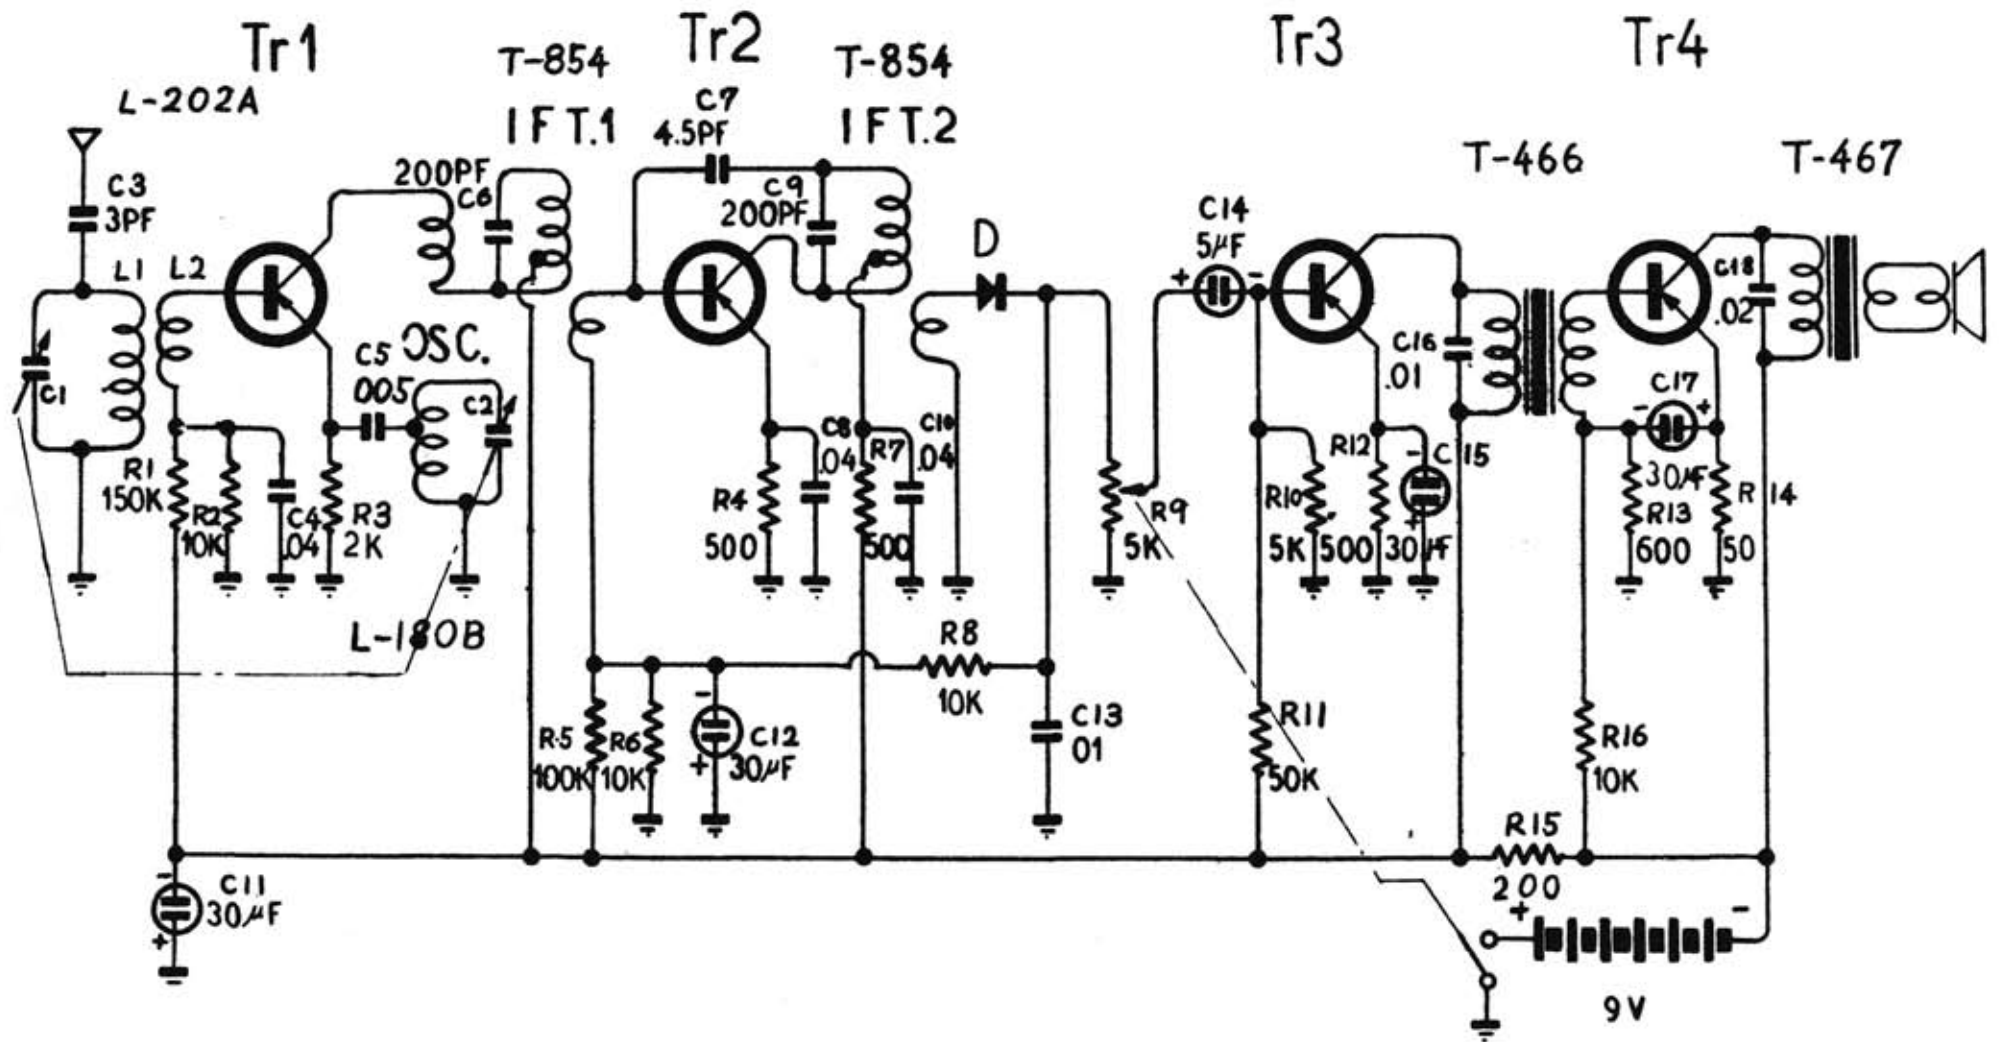 Tr1
Tr2
Tr3
Tr4
L-202A
T-854
IFT.1
T-854
IFT.2
T-466
T-467
C3
3PF
L1
L2
C1
200PF
C6
C7
4.5PF
C9
200PF
D
C14
5μF
+
-
C16
.01
C18
.02
OSC.
C5
005
C2
R1
150K
R2
10K
C4
.04
R3
2K
L-180B
R4
500
C8
.04
R7
500
C10
.04
R9
5K
R10
5K
R12
500
-
C15
+
30μF
-
C17
+
30μF
R13
600
R14
50
R5
100K
R6
10K
-
C12
+
30μF
R8
10K
C13
01
R11
50K
R16
10K
R15
200
-
C11
30μF
+
+
-
9V